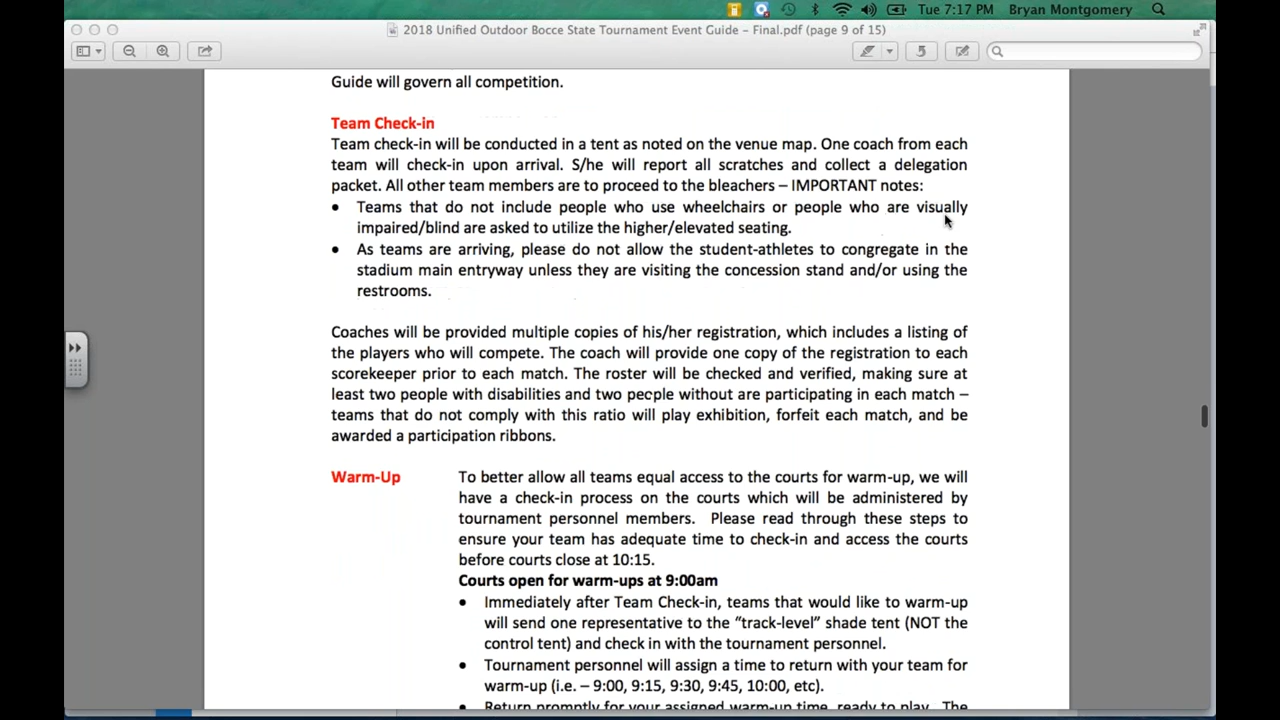 Tue 7:17 PM Bryan Montgomery
2018 Unified Outdoor Bocce State Tournament Event Guide – Final.pdf (page 9 of 15)
Guide will govern all competition.
Team Check-in
Team check-in will be conducted in a tent as noted on the venue map. One coach from each
team will check-in upon arrival. S/he will report all scratches and collect a delegation
packet. All other team members are to proceed to the bleachers – IMPORTANT notes:
• Teams that do not include people who use wheelchairs or people who are visually
impaired/blind are asked to utilize the higher/elevated seating.
• As teams are arriving, please do not allow the student-athletes to congregate in the
stadium main entryway unless they are visiting the concession stand and/or using the
restrooms.
Coaches will be provided multiple copies of his/her registration, which includes a listing of
the players who will compete. The coach will provide one copy of the registration to each
scorekeeper prior to each match. The roster will be checked and verified, making sure at
least two people with disabilities and two people without are participating in each match –
teams that do not comply with this ratio will play exhibition, forfeit each match, and be
awarded a participation ribbons.
Warm-Up To better allow all teams equal access to the courts for warm-up, we will
have a check-in process on the courts which will be administered by
tournament personnel members. Please read through these steps to
ensure your team has adequate time to check-in and access the courts
before courts close at 10:15.
Courts open for warm-ups at 9:00am
• Immediately after Team Check-in, teams that would like to warm-up
will send one representative to the "track-level" shade tent (NOT the
control tent) and check in with the tournament personnel.
• Tournament personnel will assign a time to return with your team for
warm-up (i.e. – 9:00, 9:15, 9:30, 9:45, 10:00, etc).
• Return promptly for your assigned warm-up time, ready to play. The